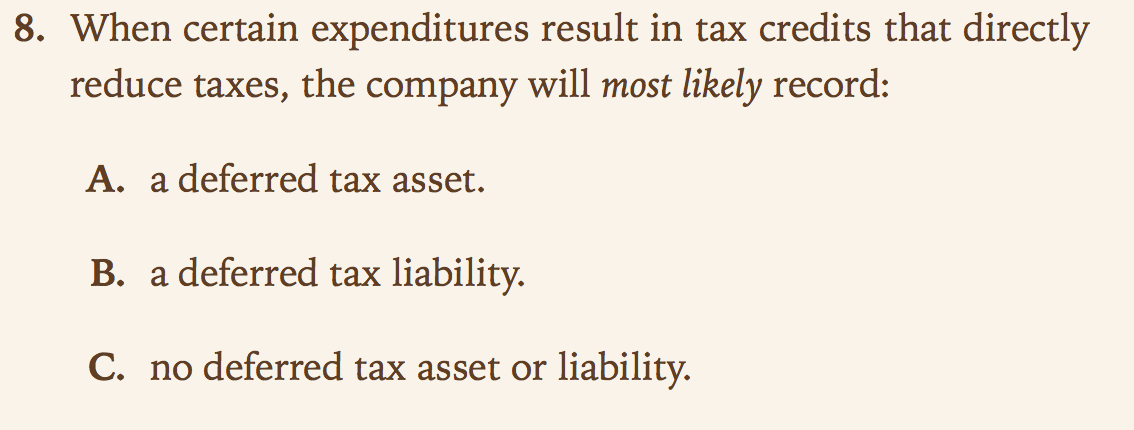 8. When certain expenditures result in tax credits that directly
reduce taxes, the company will most likely record:
A. a deferred tax asset.
B. a deferred tax liability.
C. no deferred tax asset or liability.